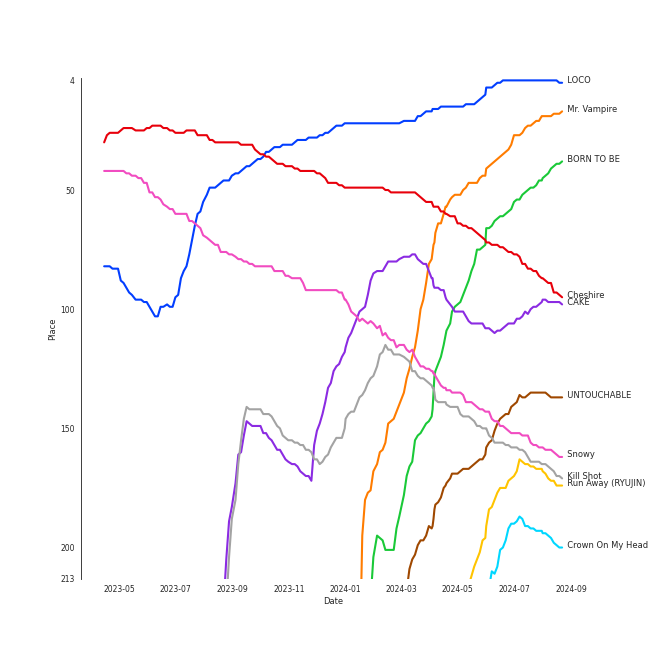 4
LOCO
Mr. Vampire
BORN TO BE
50
Cheshire
CAKE
100
Place
UNTOUCHABLE
150
Snowy
Kill Shot
Run Away (RYUJIN)
200
Crown On My Head
213
2023-05 2023-07 2023-09 2023-11 2024-01 2024-03 2024-05 2024-07 2024-09
Date